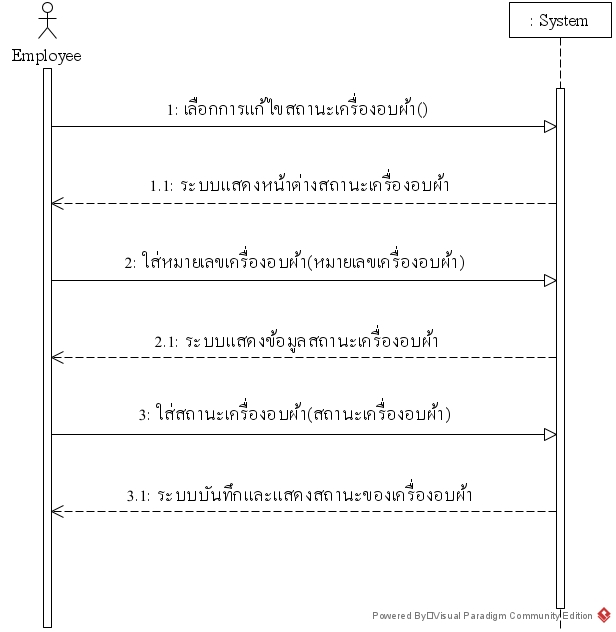 Employee
: System
1: เลือกการแก้ไขสถานะเครื่องอบผ้า()
1.1: ระบบแสดงหน้าต่างสถานะเครื่องอบผ้า
2: ใส่หมายเลขเครื่องอบผ้า(หมายเลขเครื่องอบผ้า)
2.1: ระบบแสดงข้อมูลสถานะเครื่องอบผ้า
3: ใส่สถานะเครื่องอบผ้า(สถานะเครื่องอบผ้า)
3.1: ระบบบันทึกและแสดงสถานะของเครื่องอบผ้า
Powered By□Visual Paradigm Community Edition